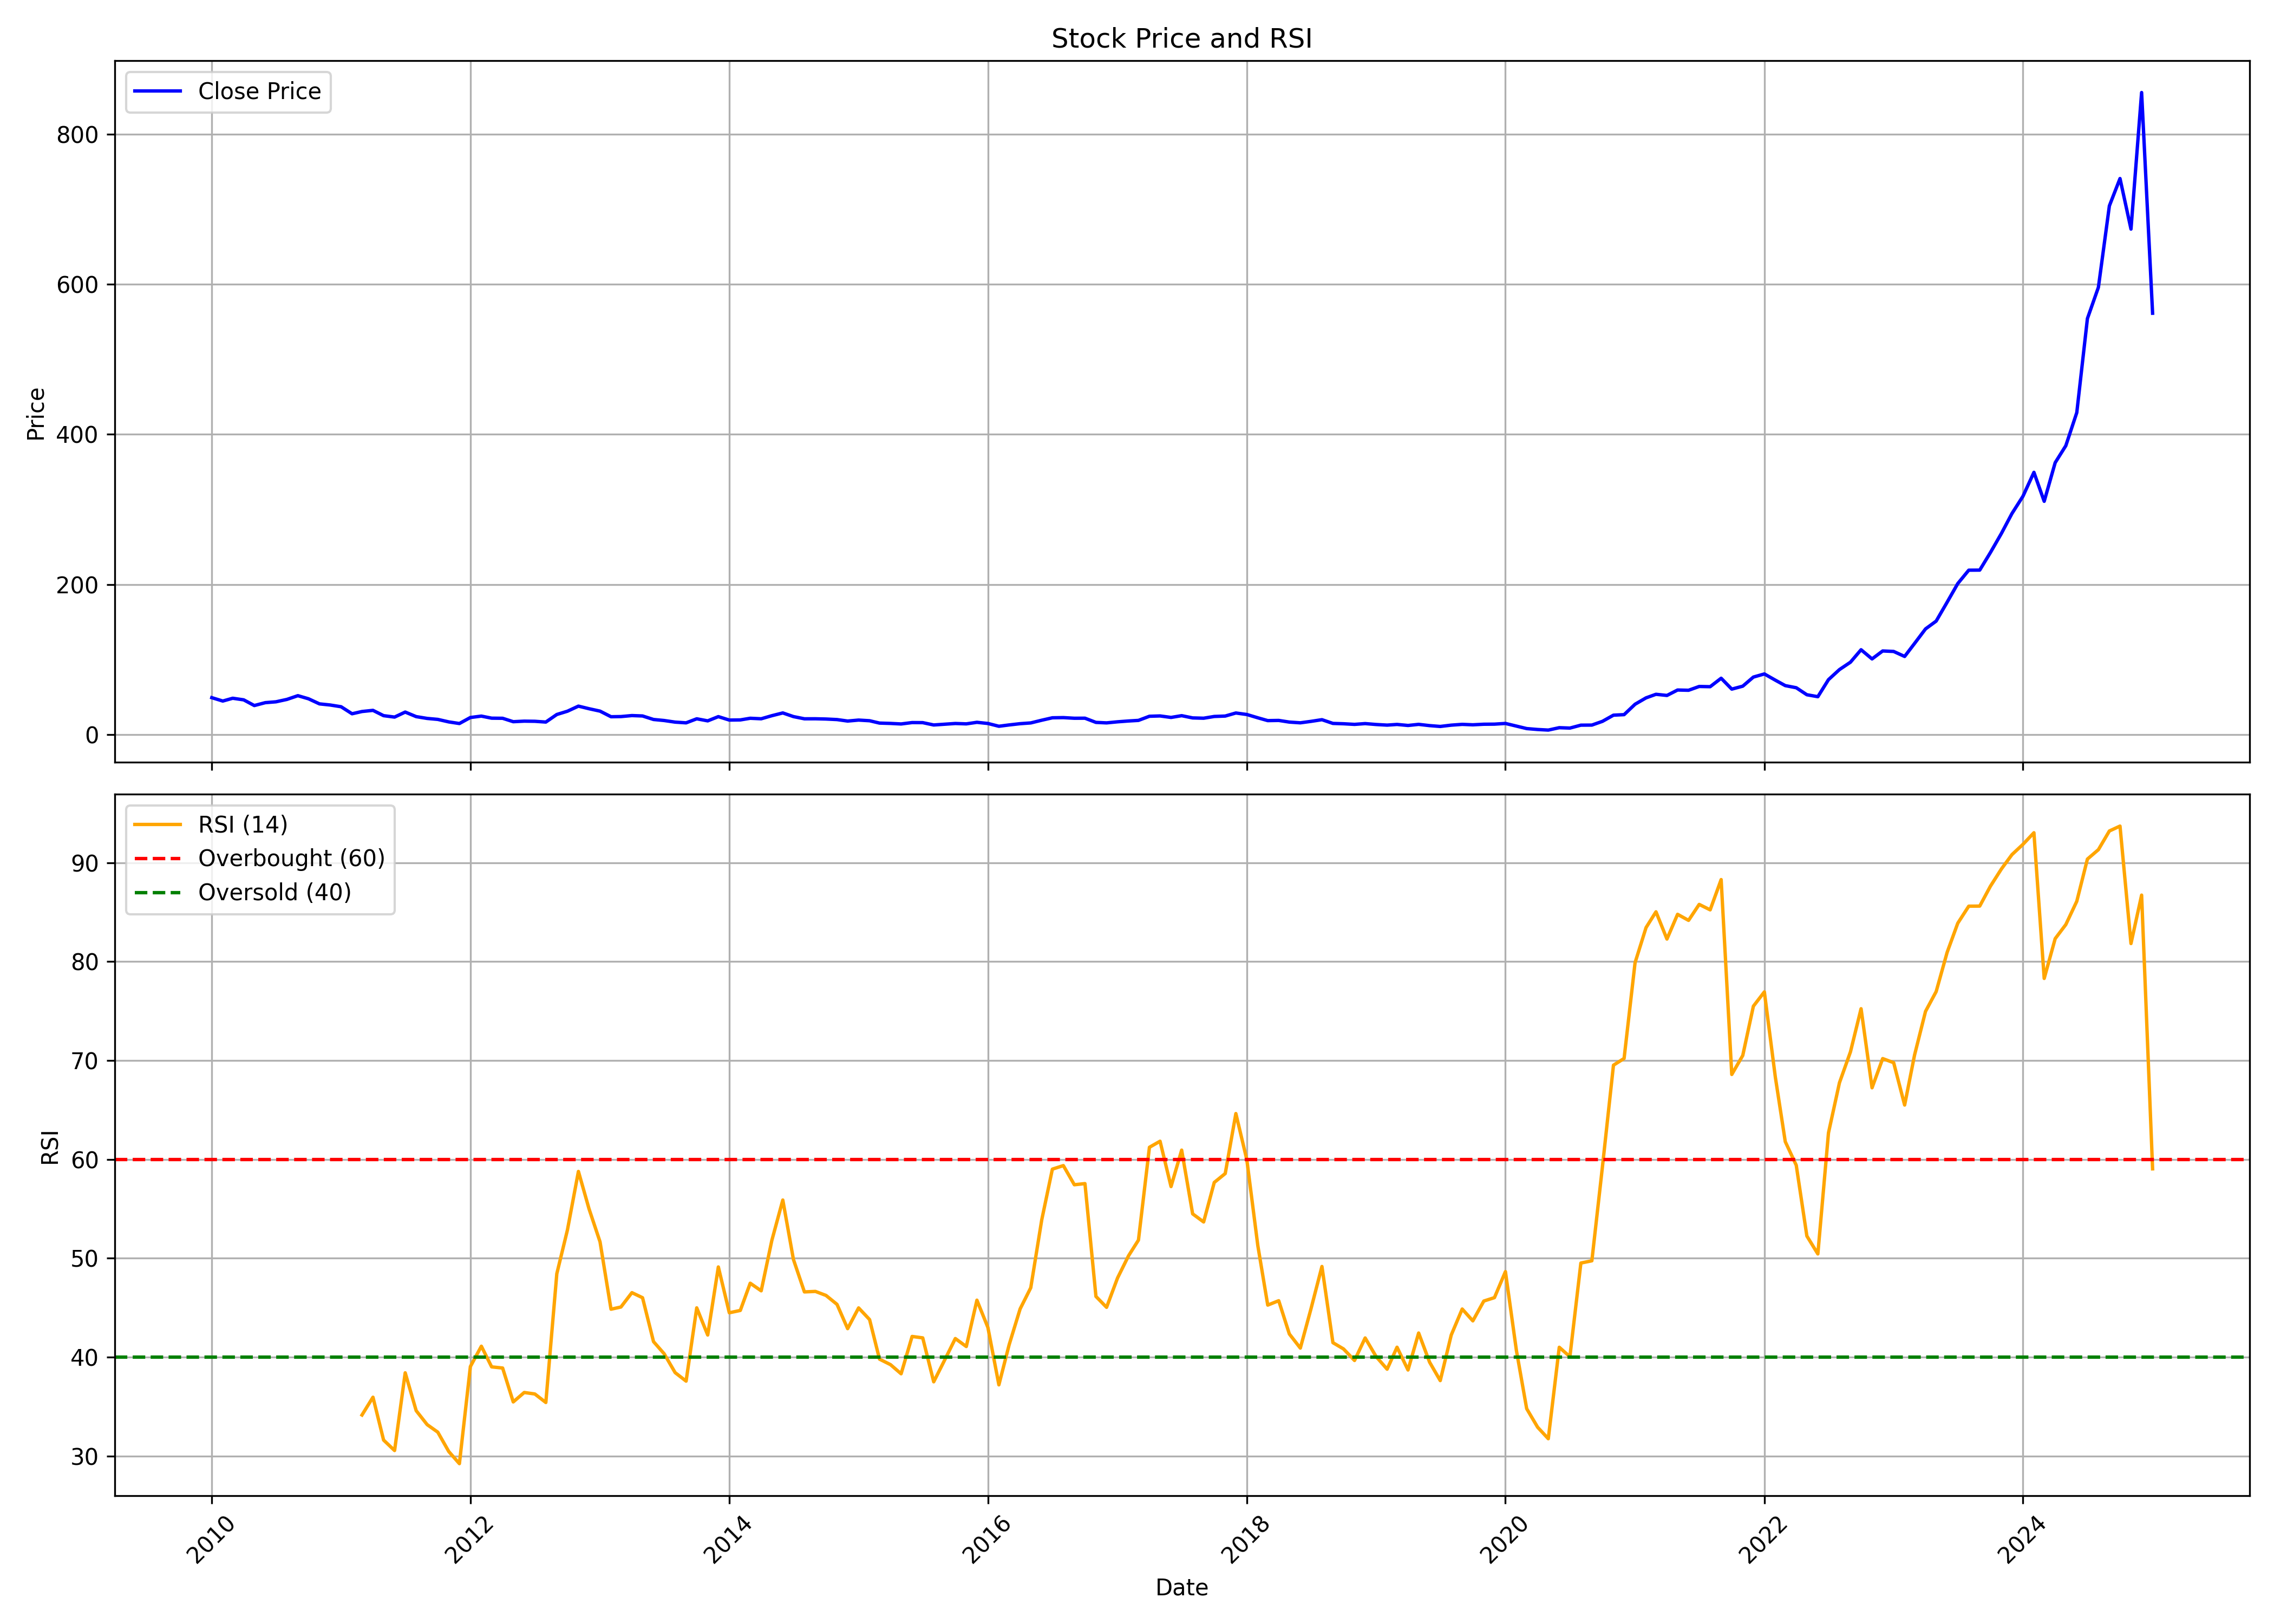 Stock Price and RSI
Close Price
800
600
400
200
0
Price
RSI (14)
Overbought (60)
Oversold (40)
90
80
70
60
50
40
30
RSI
2010 2012 2014 2016 2018 2020 2022 2024
Date